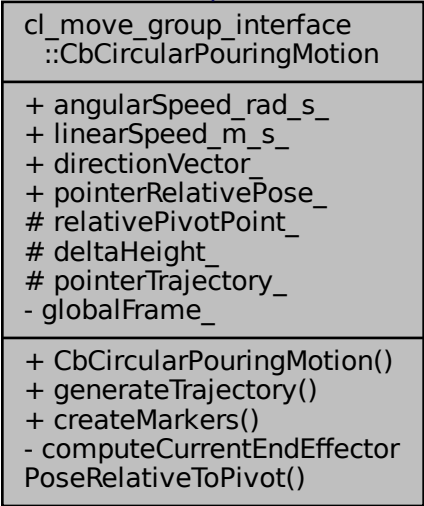 cl_move_group_interface
::CbCircularPouringMotion
+ angularSpeed_rad_s_
+ linearSpeed_m_s_
+ directionVector_
+ pointerRelativePose_
# relativePivotPoint_
# deltaHeight_
# pointerTrajectory_
- globalFrame_
+ CbCircularPouringMotion()
+ generateTrajectory()
+ createMarkers()
- computeCurrentEndEffector
PoseRelativeToPivot()